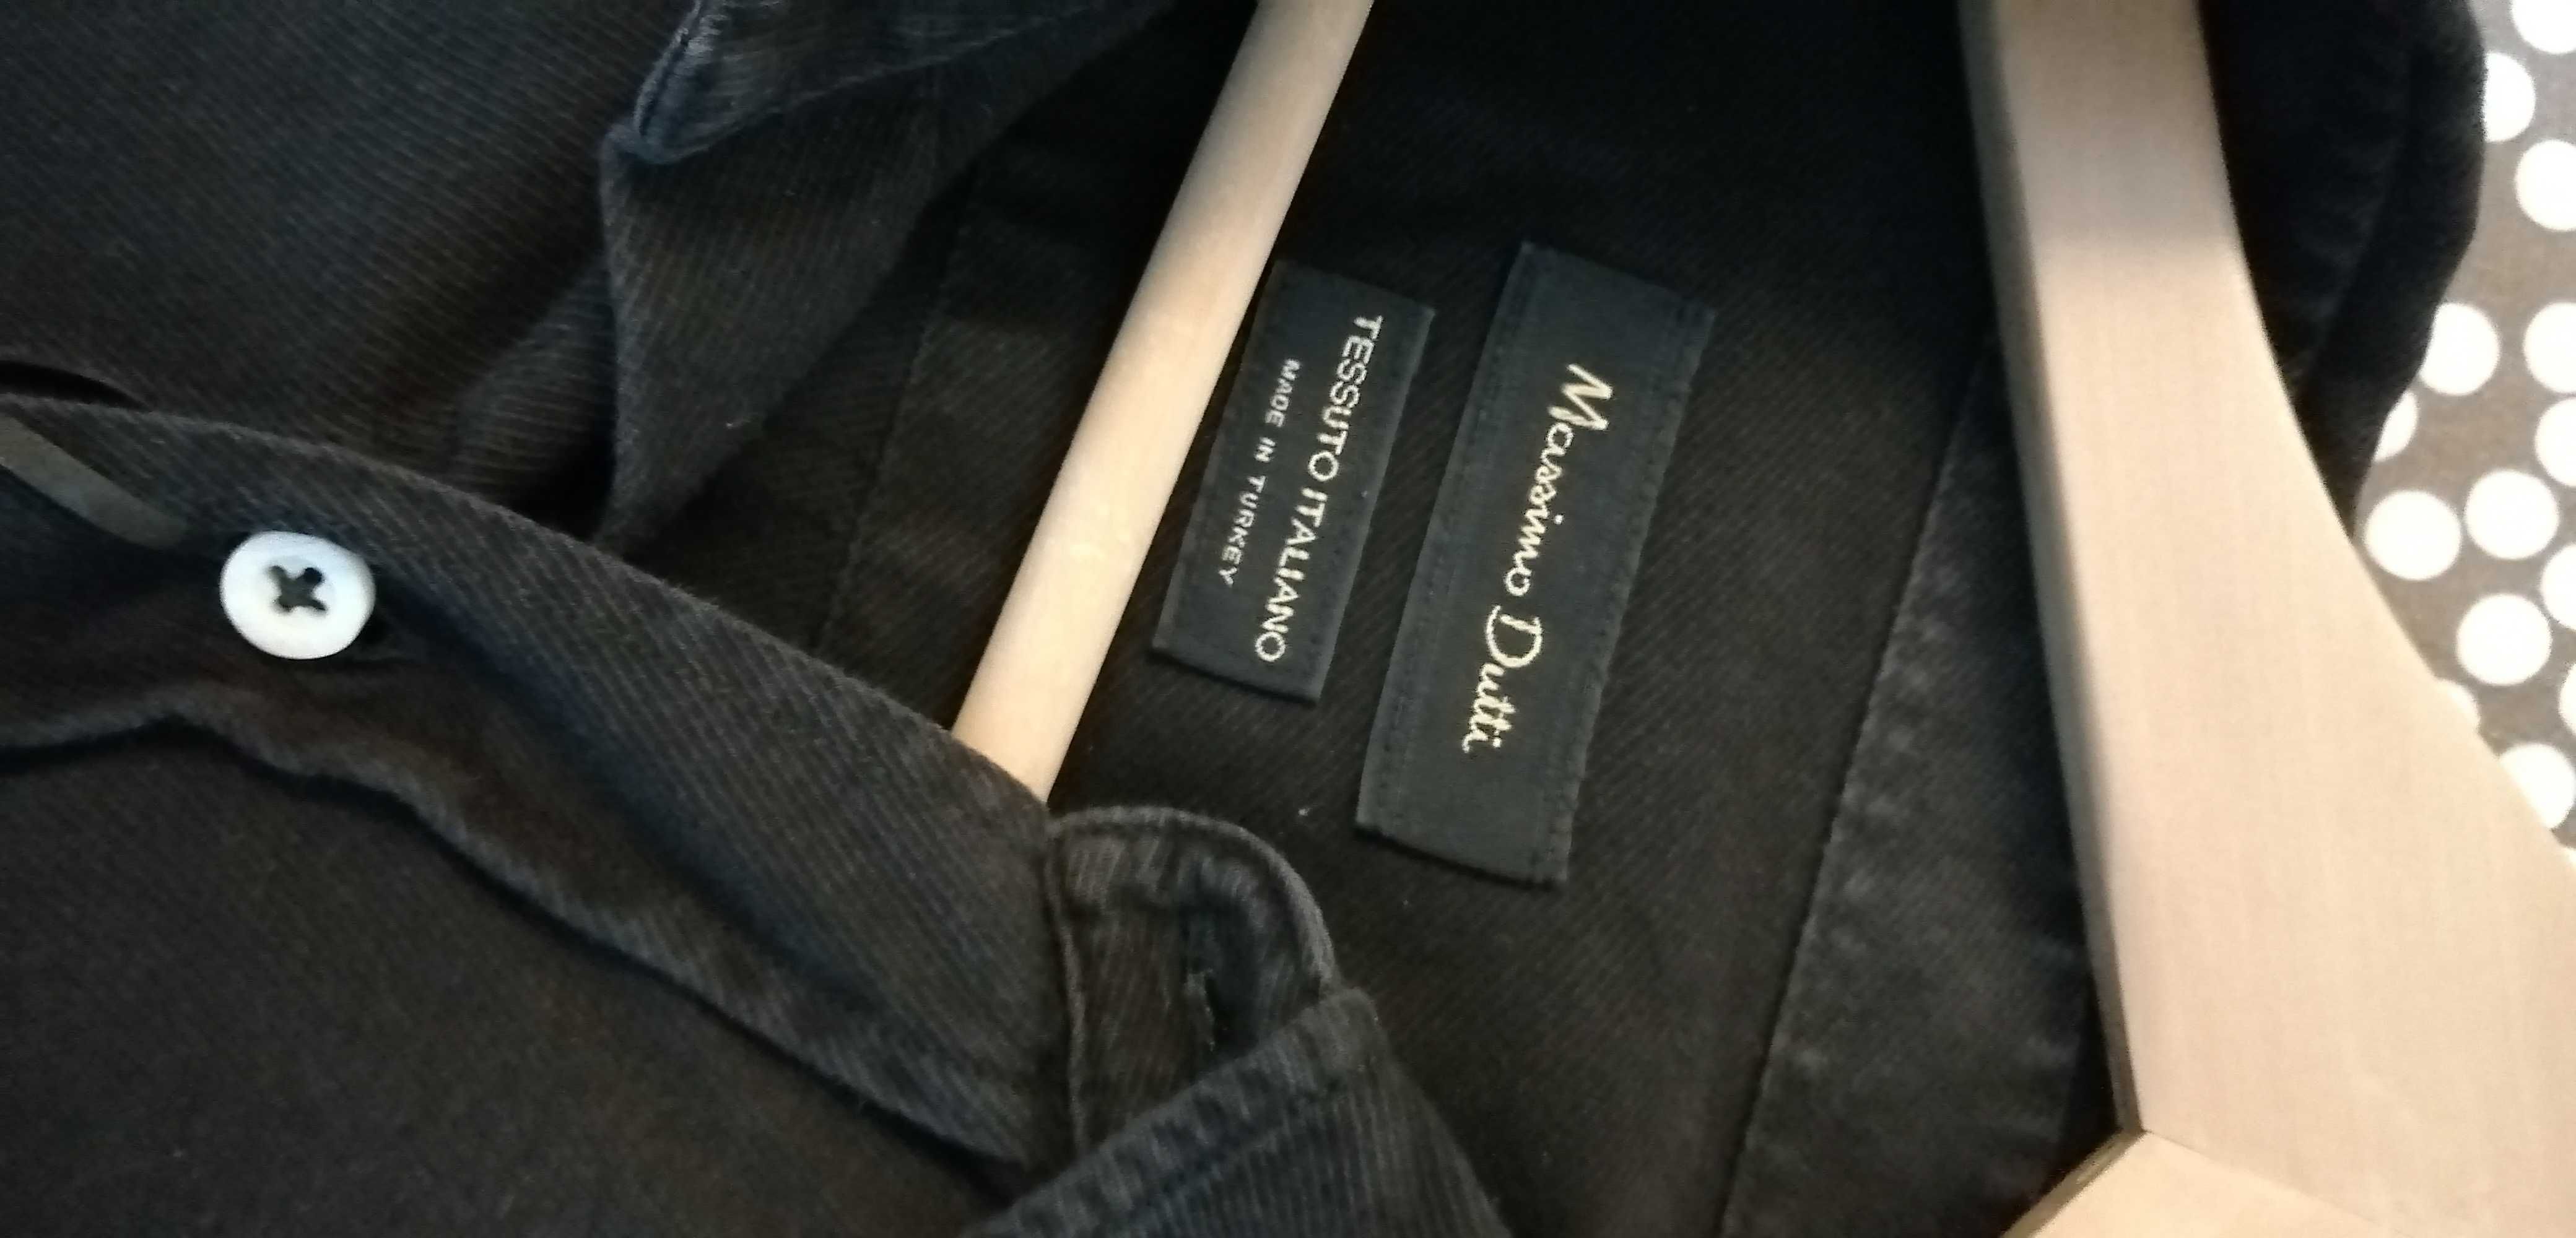 Massimo Dutti
TESSUTO ITALIANO
MADE IN TURKEY